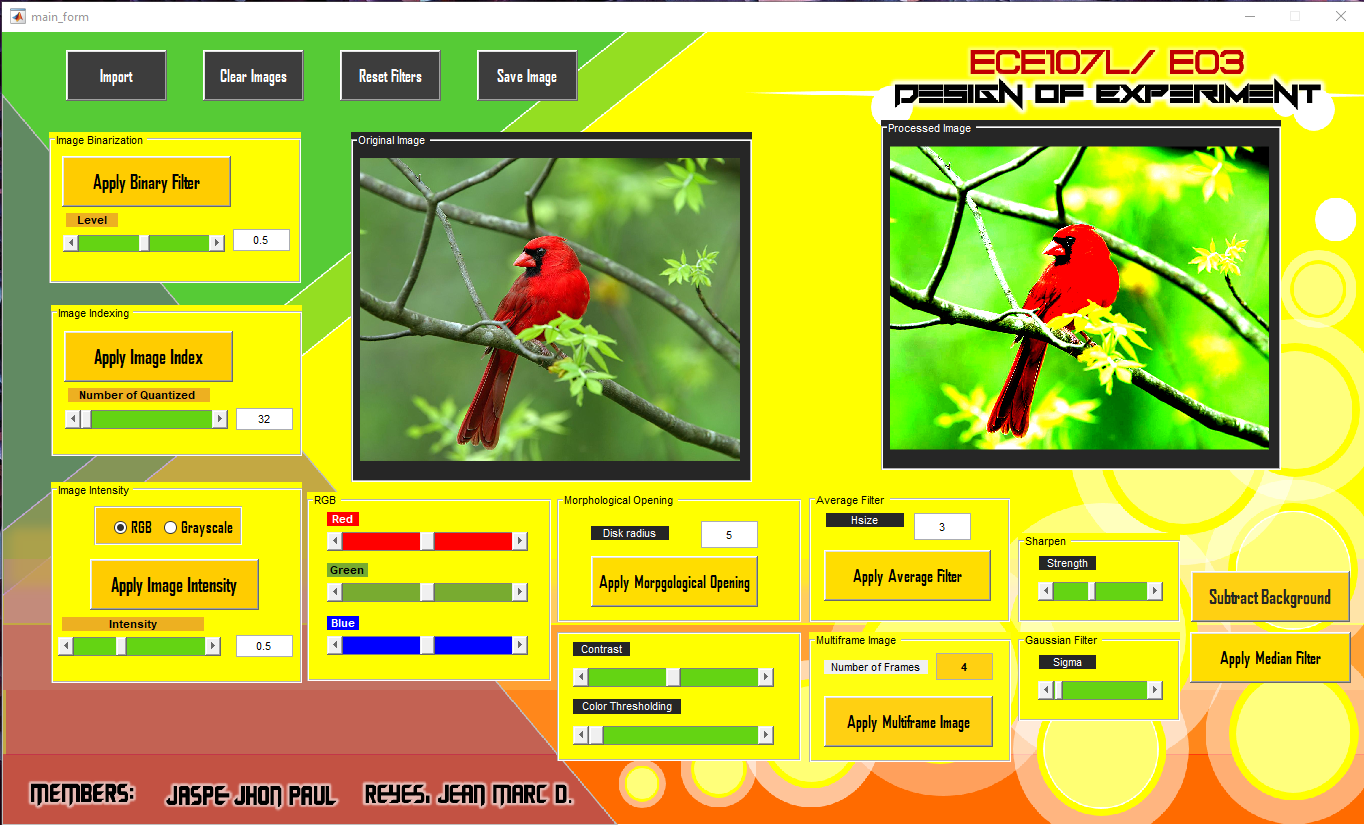 main_form
Import
Clear Images
Reset Filters
Save Image
ECE107L/ E03
DESIGN OF EXPERIMENT
Image Binarization
Apply Binary Filter
Level
0.5
Original Image
Processed Image
Image Indexing
Apply Image Index
Number of Quantized
32
Image Intensity
RGB
Grayscale
Apply Image Intensity
Intensity
0.5
RGB
Red
Green
Blue
Morphological Opening
Disk radius
5
Apply Morpgological Opening
Contrast
Color Thresholding
Average Filter
Hsize
3
Apply Average Filter
Multiframe Image
Number of Frames
4
Apply Multiframe Image
Sharpen
Strength
Gaussian Filter
Sigma
Subtract Background
Apply Median Filter
MEMBERS:
JASPE JHON PAUL
REYES, JEAN MARC D.